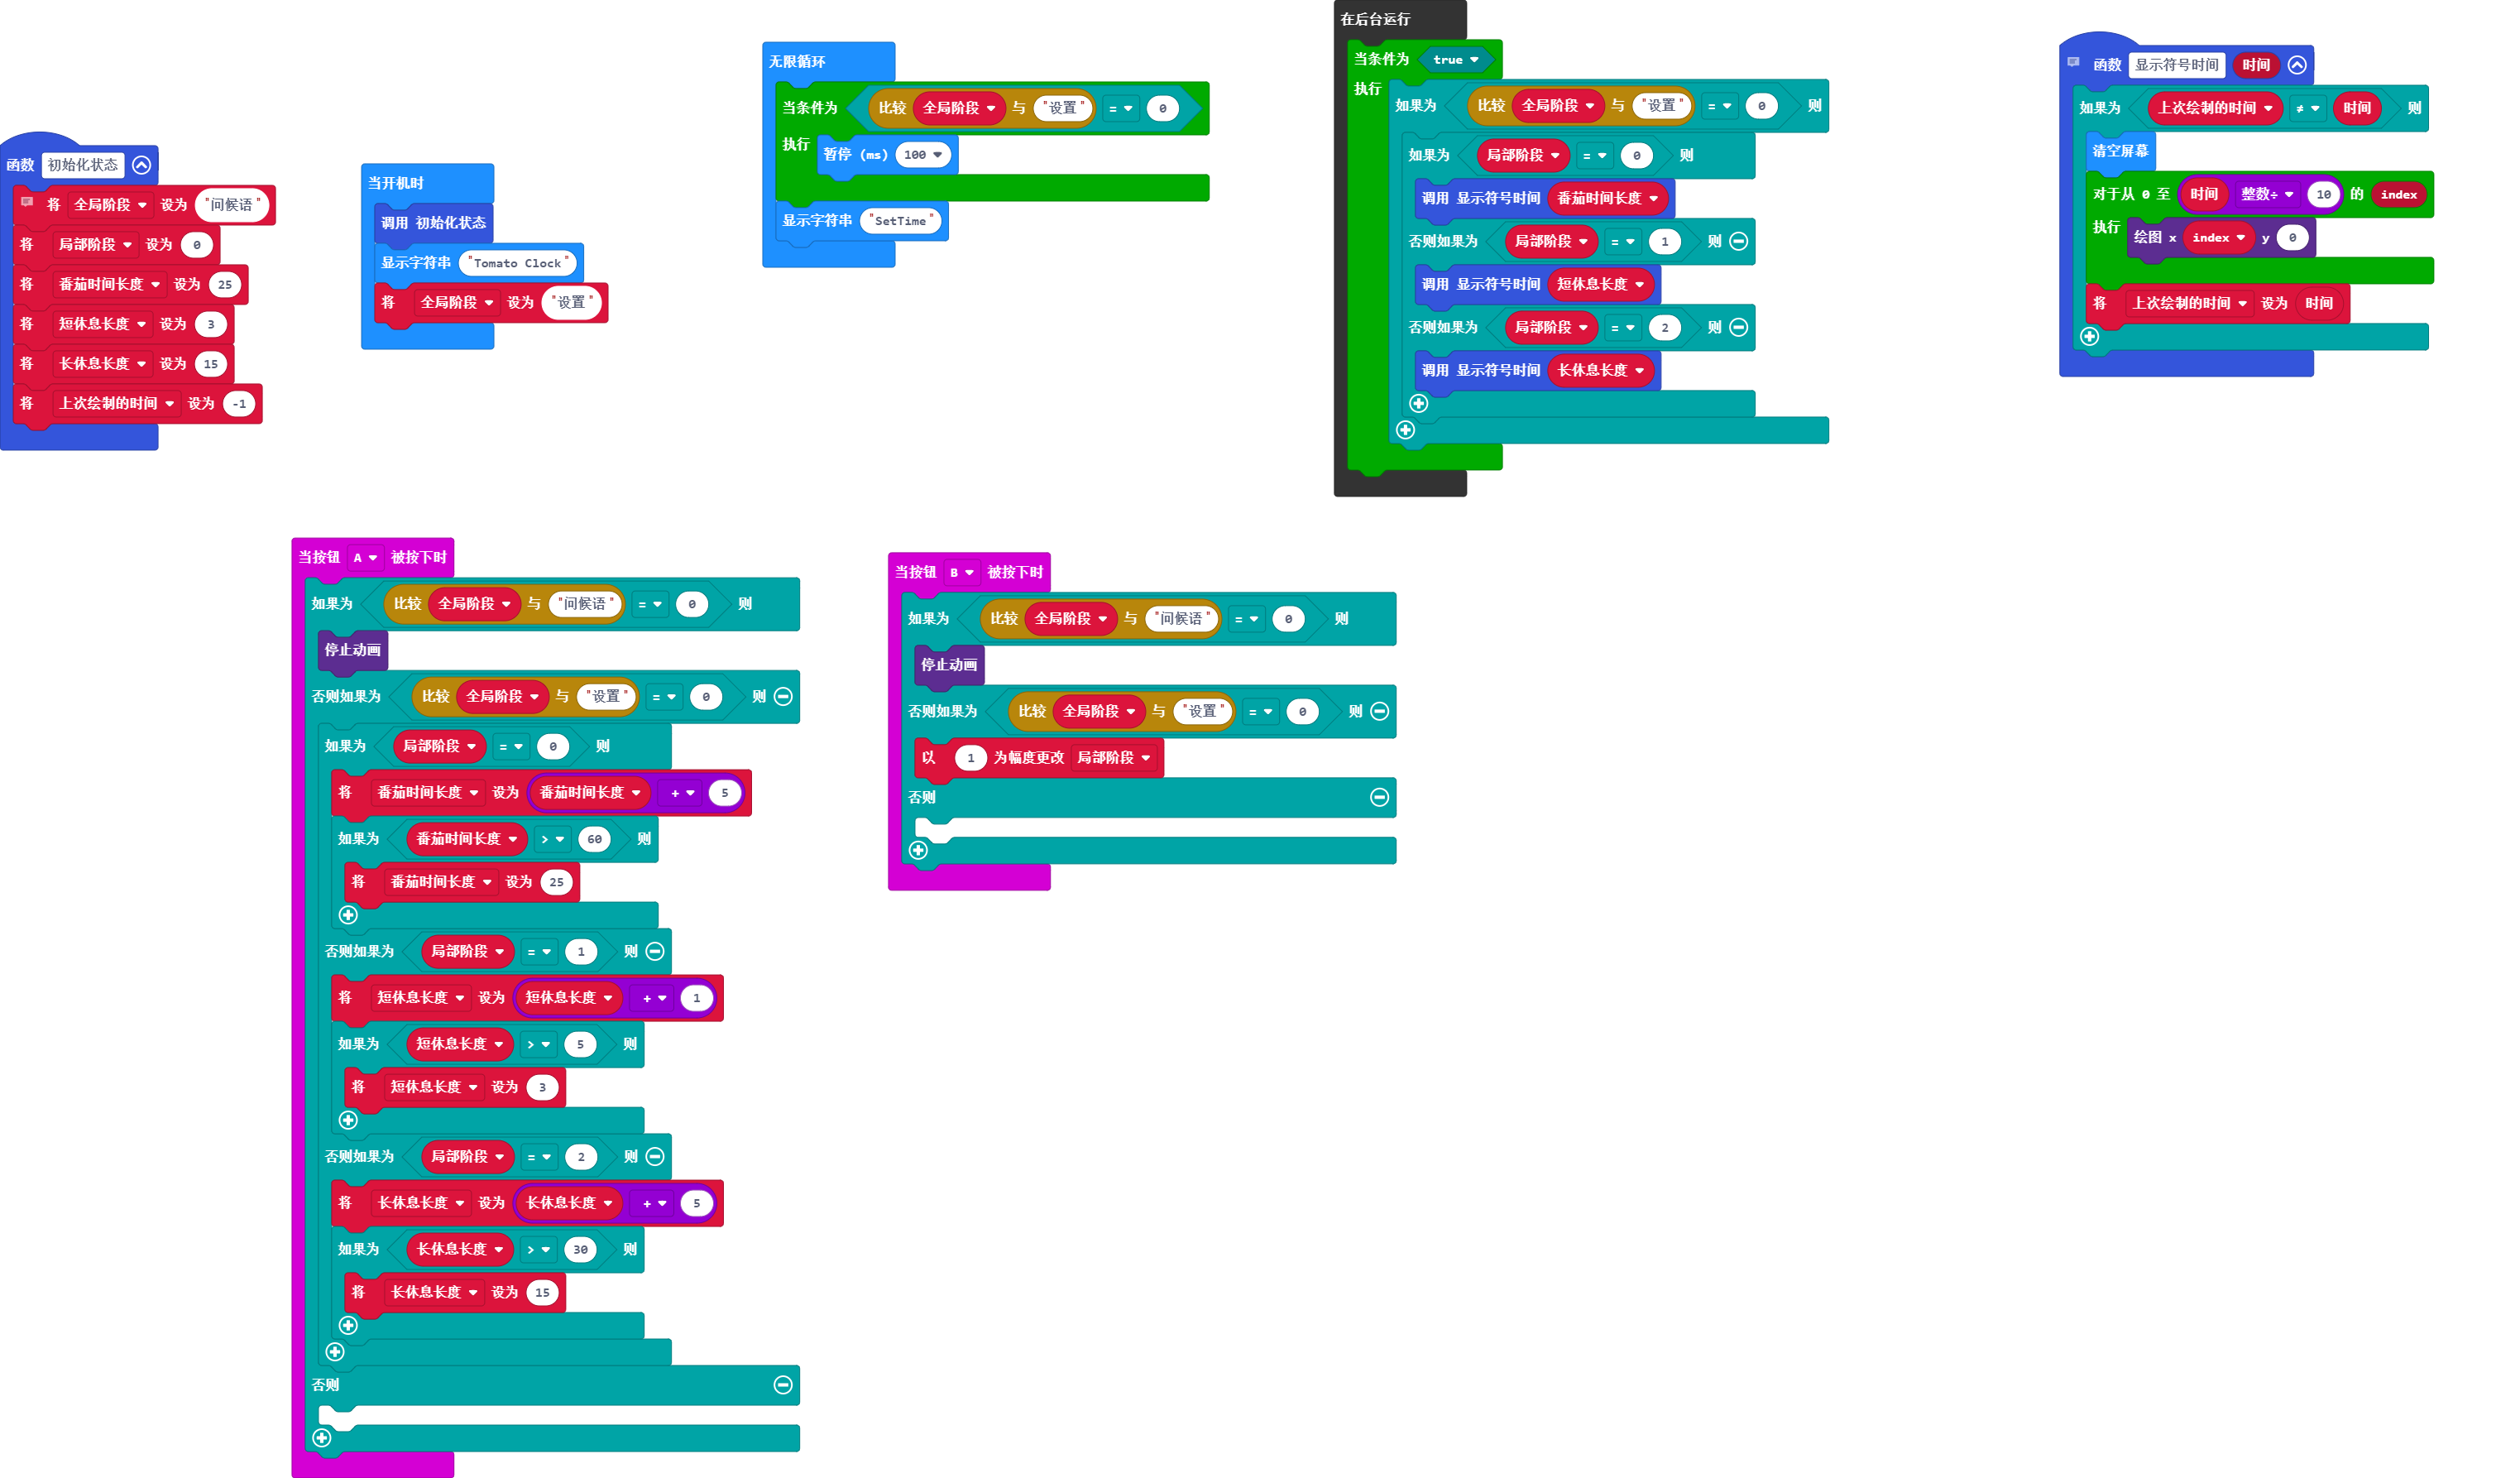 函数 初始化状态
将 全局阶段 设为 "问候语"
将 局部阶段 设为 0
将 番茄时间长度 设为 25
将 短休息长度 设为 3
将 长休息长度 设为 15
将 上次绘制的时间 设为 -1
当开机时
调用 初始化状态
显示字符串 "Tomato Clock"
将 全局阶段 设为 "设置"
无限循环
当条件为 比较 全局阶段 与 "设置" = 0
执行 暂停 (ms) 100
显示字符串 "SetTime"
在后台运行
当条件为 true
执行
如果为 比较 全局阶段 与 "设置" = 0 则
如果为 局部阶段 = 0 则
调用 显示符号时间 番茄时间长度
否则如果为 局部阶段 = 1 则
调用 显示符号时间 短休息长度
否则如果为 局部阶段 = 2 则
调用 显示符号时间 长休息长度
函数 显示符号时间 时间
如果为 上次绘制的时间 ≠ 时间 则
清空屏幕
对于从 0 至 时间 整数÷ 10 的 index
执行 绘图 x index y 0
将 上次绘制的时间 设为 时间
当按钮 A 被按下时
如果为 比较 全局阶段 与 "问候语" = 0 则
停止动画
否则如果为 比较 全局阶段 与 "设置" = 0 则
如果为 局部阶段 = 0 则
将 番茄时间长度 设为 番茄时间长度 + 5
如果为 番茄时间长度 > 60 则
将 番茄时间长度 设为 25
否则如果为 局部阶段 = 1 则
将 短休息长度 设为 短休息长度 + 1
如果为 短休息长度 > 5 则
将 短休息长度 设为 3
否则如果为 局部阶段 = 2 则
将 长休息长度 设为 长休息长度 + 5
如果为 长休息长度 > 30 则
将 长休息长度 设为 15
否则
当按钮 B 被按下时
如果为 比较 全局阶段 与 "问候语" = 0 则
停止动画
否则如果为 比较 全局阶段 与 "设置" = 0 则
以 1 为幅度更改 局部阶段
否则